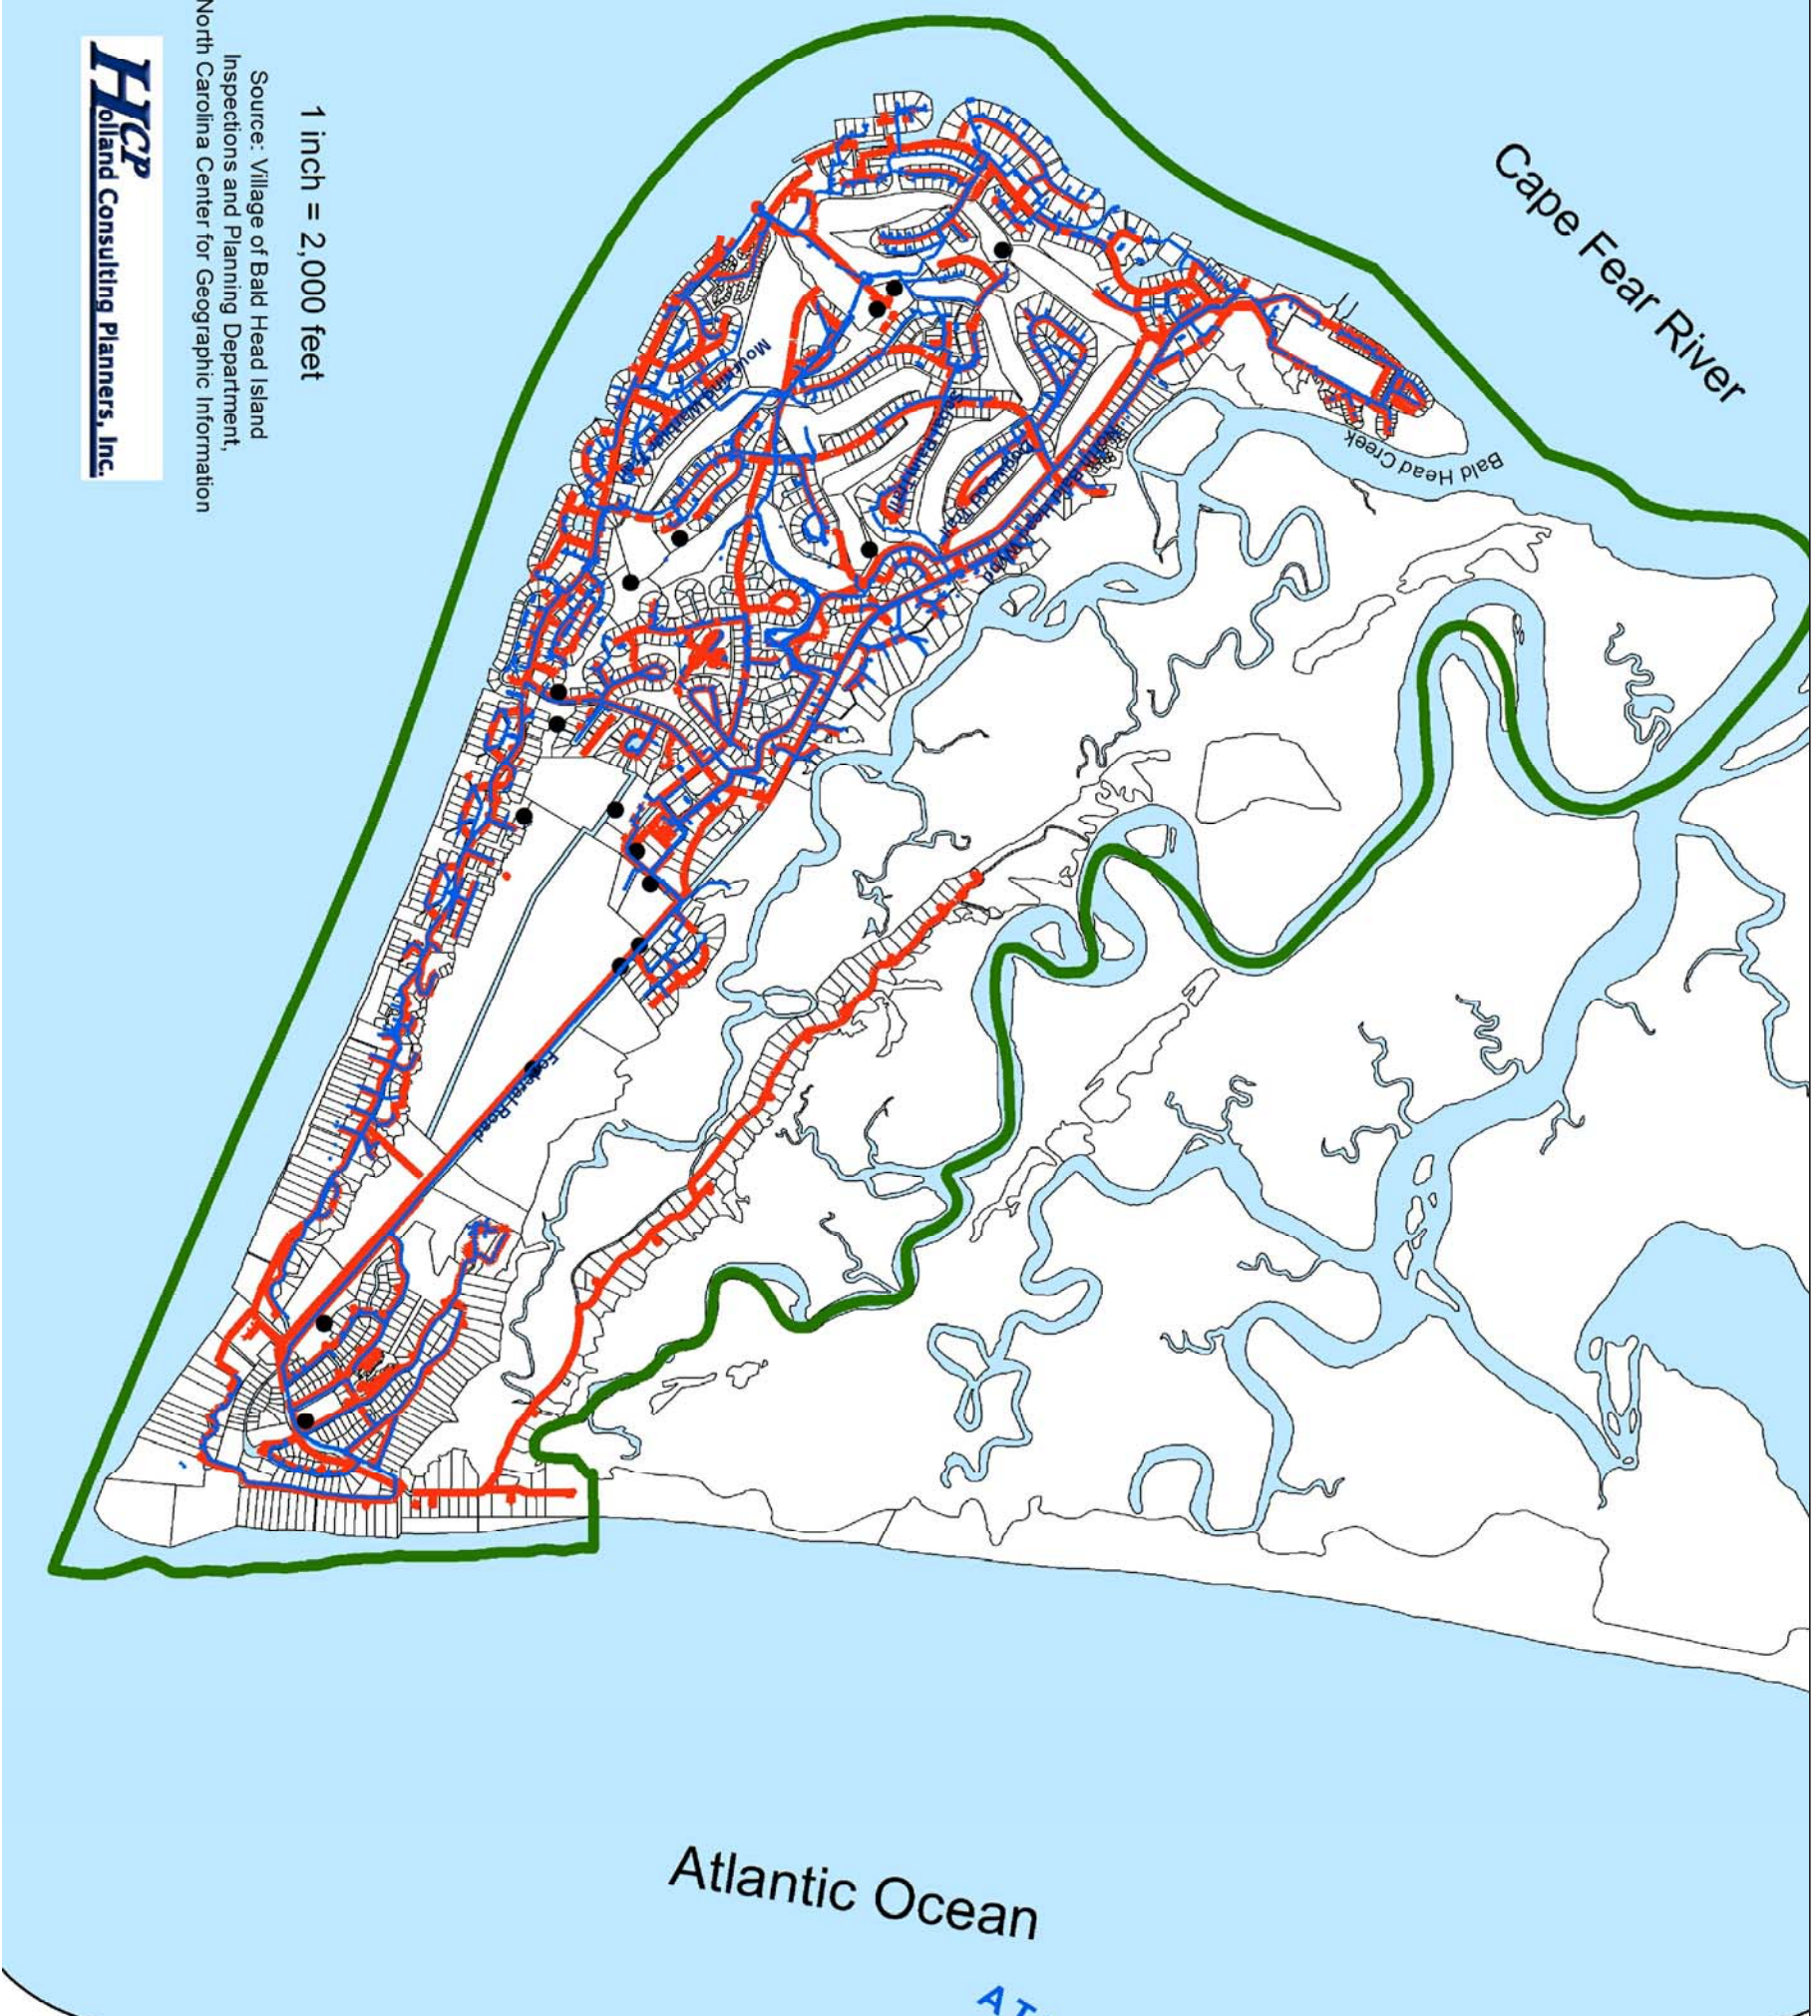 Cape Fear River
Bald Head Creek
1 inch = 2,000 feet
Source: Village of Bald Head Island
Inspections and Planning Department,
North Carolina Center for Geographic Information
HCP
Holland Consulting Planners, Inc.
Federal Road
Atlantic Ocean
A T